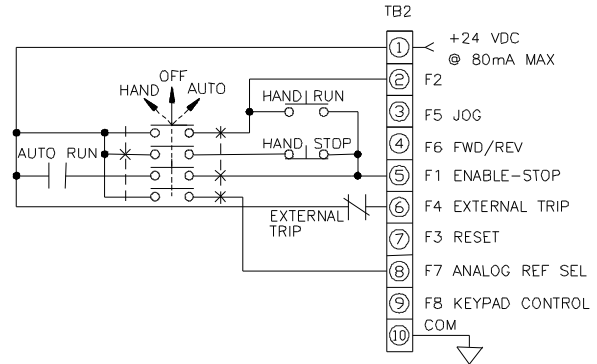 TB2
1
+24 VDC
@ 80mA MAX
OFF
HAND
AUTO
2
F2
HAND RUN
3
F5 JOG
HAND STOP
4
F6 FWD/REV
AUTO RUN
5
F1 ENABLE-STOP
6
F4 EXTERNAL TRIP
EXTERNAL
TRIP
7
F3 RESET
8
F7 ANALOG REF SEL
9
F8 KEYPAD CONTROL
10
COM